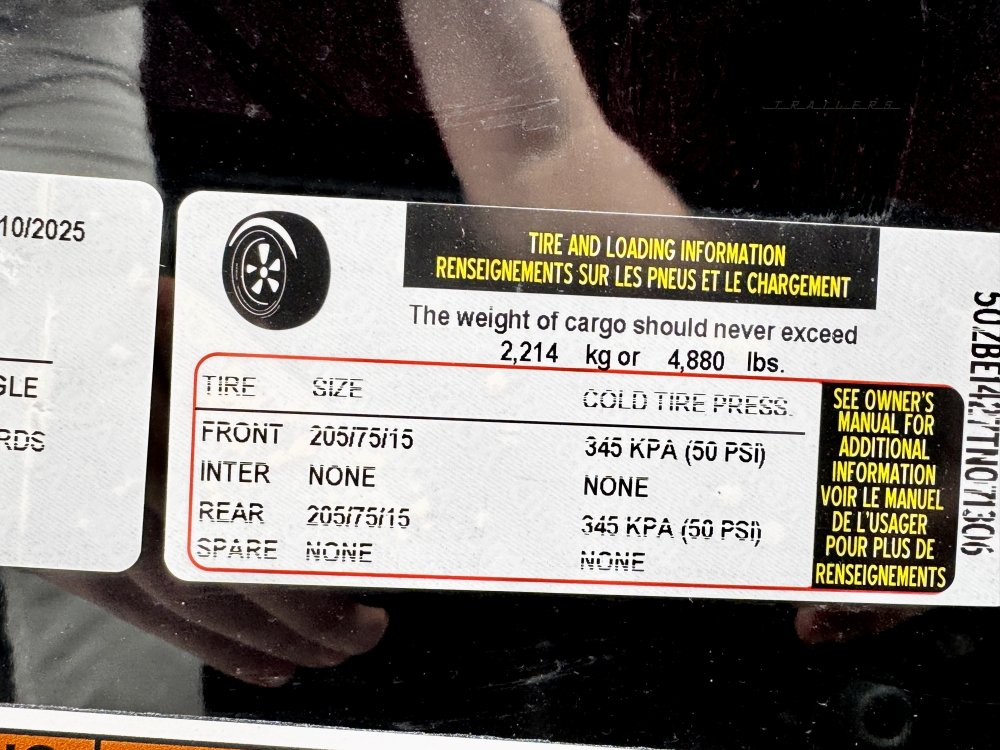 TRAILERS
10/2025
GLE
RDS
TIRE AND LOADING INFORMATION
RENSEIGNEMENTS SUR LES PNEUS ET LE CHARGEMENT
The weight of cargo should never exceed
2,214 kg or 4,880 lbs.
TIRE SIZE COLD TIRE PRESS.
FRONT 205/75/15 345 KPA (50 PSI)
INTER NONE NONE
REAR 205/75/15 345 KPA (50 PSI)
SPARE NONE NONE
SEE OWNER'S
MANUAL FOR
ADDITIONAL
INFORMATION
VOIR LE MANUEL
DE L'USAGER
POUR PLUS DE
RENSEIGNEMENTS